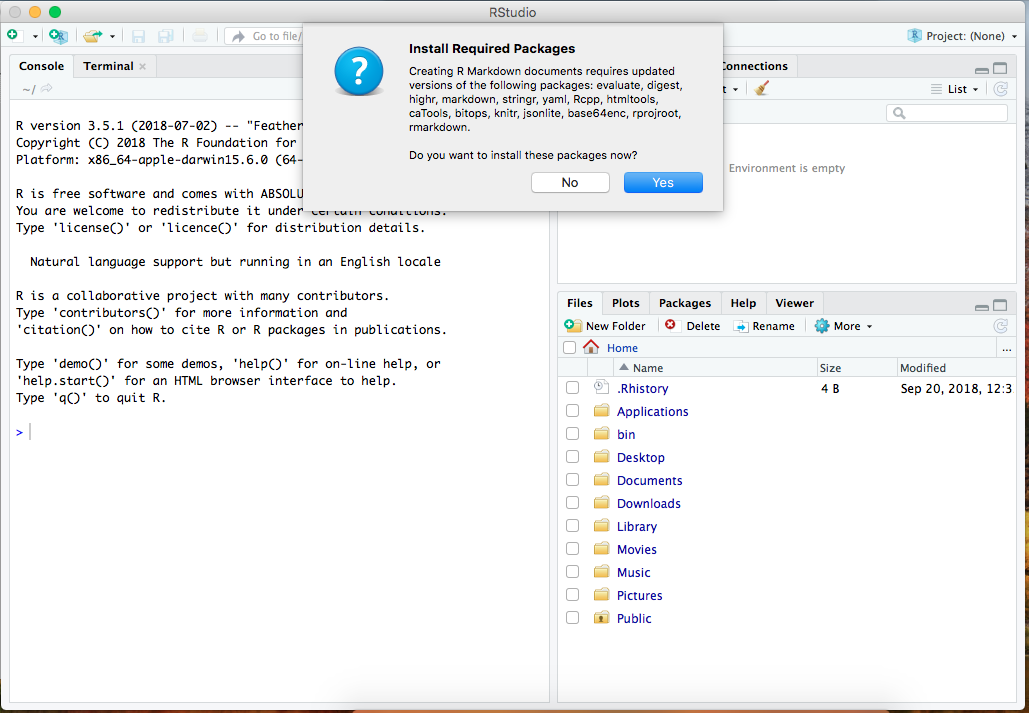 RStudio
Go to file/
Project: (None)
Install Required Packages
Creating R Markdown documents requires updated
versions of the following packages: evaluate, digest,
highr, markdown, stringr, yaml, Rcpp, htmltools,
caTools, bitops, knitr, jsonlite, base64enc, rprojroot,
rmarkdown.
Do you want to install these packages now?
No
Yes
Console
Terminal
~/
R version 3.5.1 (2018-07-02) -- "Feather
Copyright (C) 2018 The R Foundation for
Platform: x86_64-apple-darwin15.6.0 (64-
R is free software and comes with ABSOLU
You are welcome to redistribute it under certain conditions.
Type 'license()' or 'licence()' for distribution details.
Natural language support but running in an English locale
R is a collaborative project with many contributors.
Type 'contributors()' for more information and
'citation()' on how to cite R or R packages in publications.
Type 'demo()' for some demos, 'help()' for on-line help, or
'help.start()' for an HTML browser interface to help.
Type 'q()' to quit R.
>
Connections
List
Environment is empty
Files Plots Packages Help Viewer
New Folder Delete Rename More
Home ...
Name Size Modified
.Rhistory 4 B Sep 20, 2018, 12:3
Applications
bin
Desktop
Documents
Downloads
Library
Movies
Music
Pictures
Public